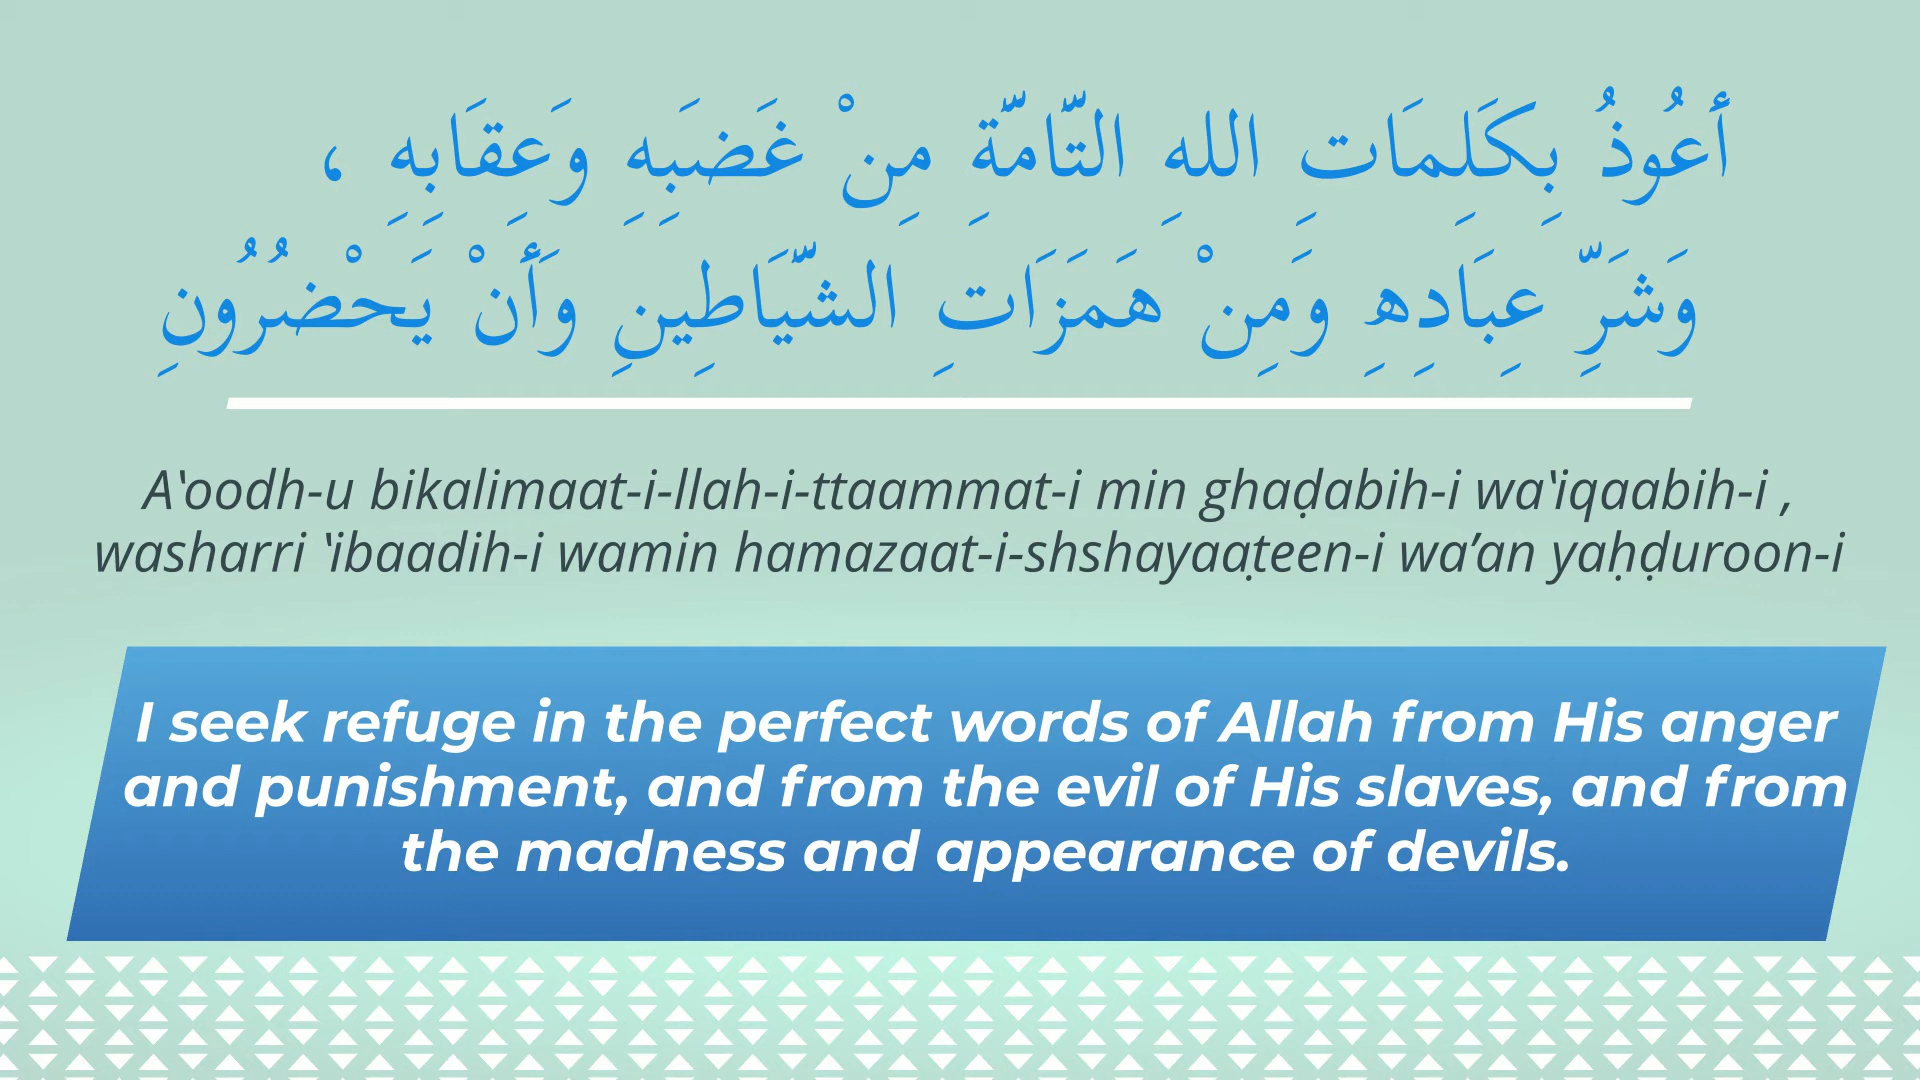 أَعُوذُ بِكَلِمَاتِ اللهِ التّامّةِ مِنْ غَضَبِهِ وَعِقَابِهِ ،
وَشَرِّ عِبَادِهِ وَمِنْ هَمَزَاتِ الشّيَاطِينِ وَأَنْ يَحْضُرُونِ
A‛oodh-u bikalimaat-i-llah-i-ttaammat-i min ghaḍabih-i wa‛iqaabih-i ,
washarri ‛ibaadih-i wamin hamazaat-i-shshayaaṭeen-i wa’an yaḥḍuroon-i
I seek refuge in the perfect words of Allah from His anger
and punishment, and from the evil of His slaves, and from
the madness and appearance of devils.